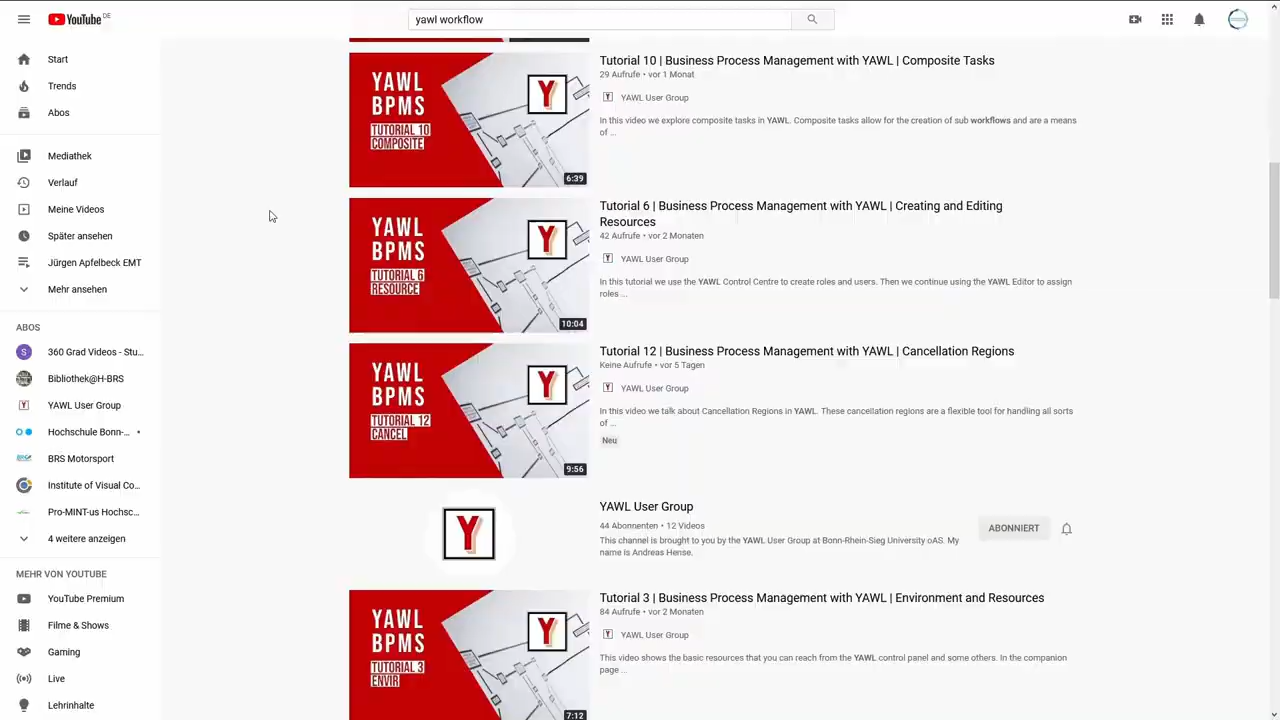 YouTube DE
yawl workflow
Start
Trends
Abos
Mediathek
Verlauf
Meine Videos
Später ansehen
Jürgen Apfelbeck EMT
Mehr ansehen
ABOS
S
360 Grad Videos - Stu...
Bibliothek@H-BRS
Y
YAWL User Group
Hochschule Bonn-...
BRS Motorsport
Institute of Visual Co...
Pro-MINT-us Hochsc...
4 weitere anzeigen
MEHR VON YOUTUBE
YouTube Premium
Filme & Shows
Gaming
Live
Lehrinhalte
YAWL
BPMS
TUTORIAL 10
COMPOSITE
Y
6:39
Tutorial 10 | Business Process Management with YAWL | Composite Tasks
29 Aufrufe • vor 1 Monat
Y YAWL User Group
In this video we explore composite tasks in YAWL. Composite tasks allow for the creation of sub workflows and are a means
of ...
YAWL
BPMS
TUTORIAL 6
RESOURCE
Y
10:04
Tutorial 6 | Business Process Management with YAWL | Creating and Editing
Resources
42 Aufrufe • vor 2 Monaten
Y YAWL User Group
In this tutorial we use the YAWL Control Centre to create roles and users. Then we continue using the YAWL Editor to assign
roles ...
YAWL
BPMS
TUTORIAL 12
CANCEL
Y
9:56
Tutorial 12 | Business Process Management with YAWL | Cancellation Regions
Keine Aufrufe • vor 5 Tagen
Y YAWL User Group
In this video we talk about Cancellation Regions in YAWL. These cancellation regions are a flexible tool for handling all sorts
of ...
Neu
Y
YAWL User Group
44 Abonnenten • 12 Videos
This channel is brought to you by the YAWL User Group at Bonn-Rhein-Sieg University oAS. My
name is Andreas Hense.
ABONNIERT
YAWL
BPMS
TUTORIAL 3
ENVIR
Y
7:12
Tutorial 3 | Business Process Management with YAWL | Environment and Resources
84 Aufrufe • vor 2 Monaten
Y YAWL User Group
This video shows the basic resources that you can reach from the YAWL control panel and some others. In the companion
page ...